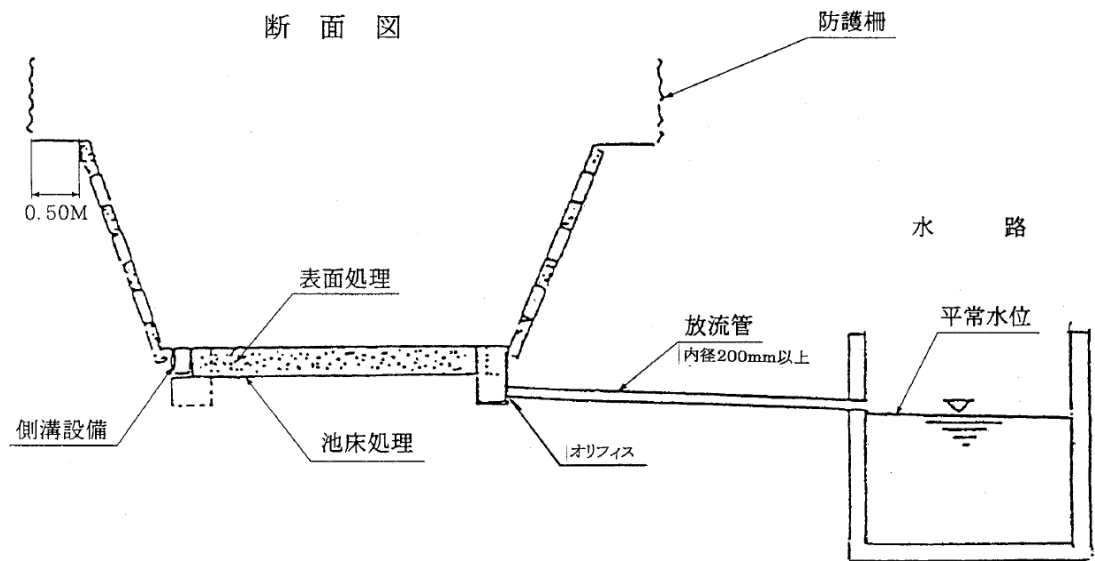 断面図
防護柵
0.50M
水路
表面処理
放流管
内径200mm以上
平常水位
側溝設備
池床処理
オリフィス